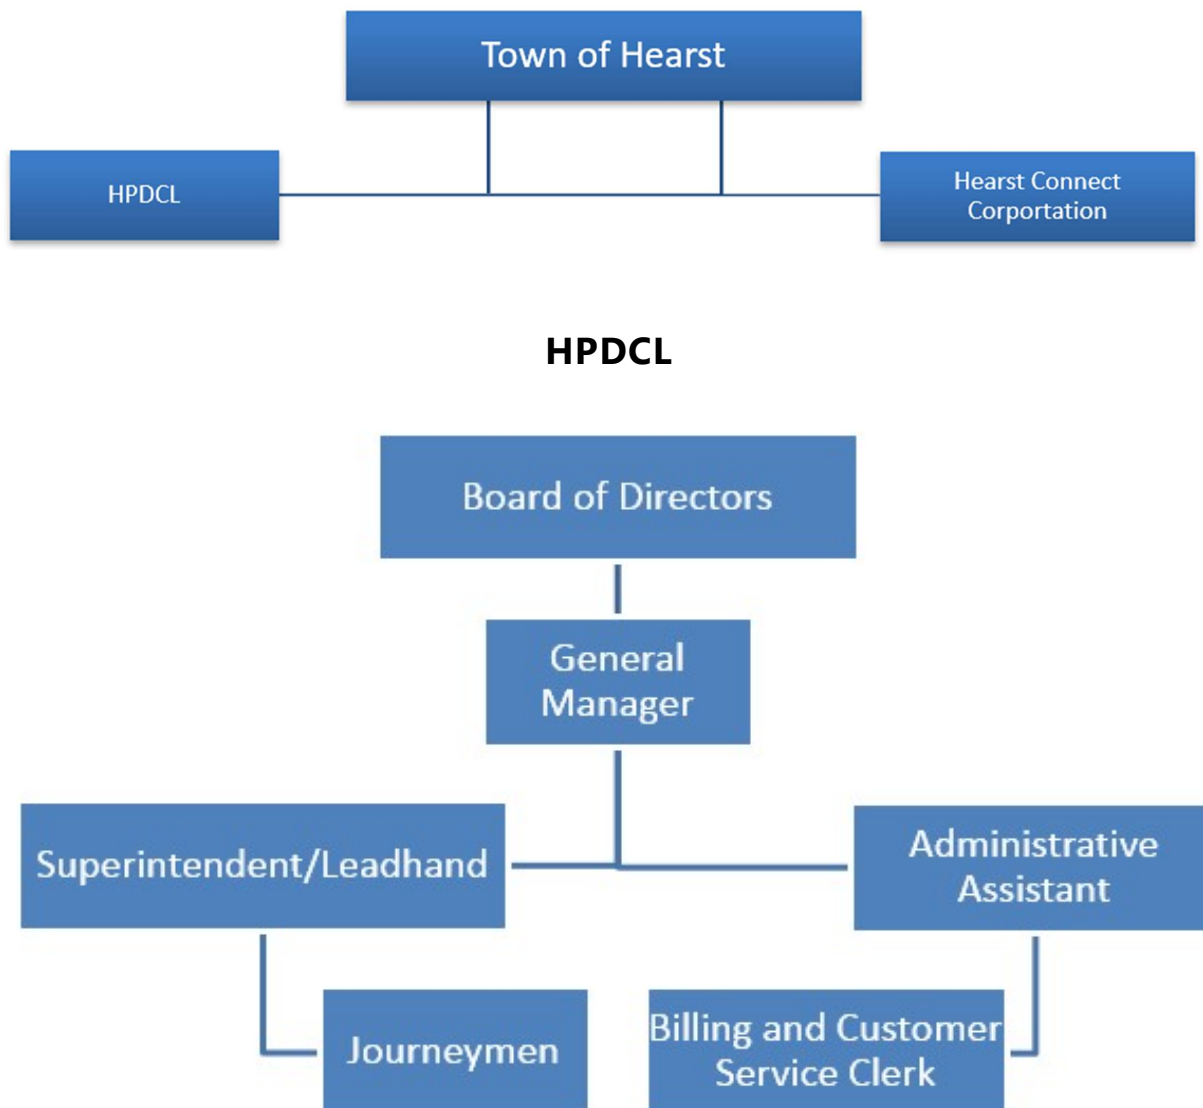 Town of Hearst
HPDCL
Hearst Connect
Corportation
HPDCL
Board of Directors
General
Manager
Superintendent/Leadhand
Administrative
Assistant
Journeymen
Billing and Customer
Service Clerk